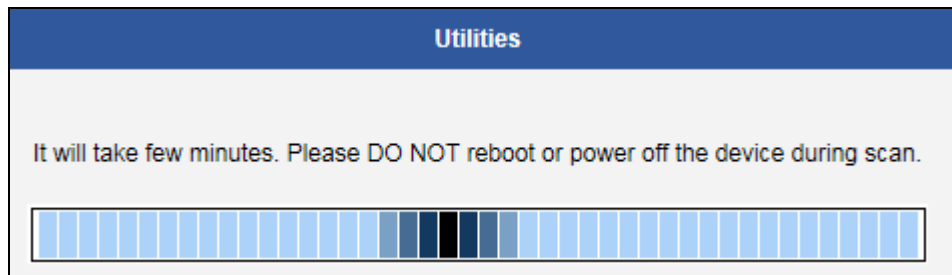 Utilities
It will take few minutes. Please DO NOT reboot or power off the device during scan.